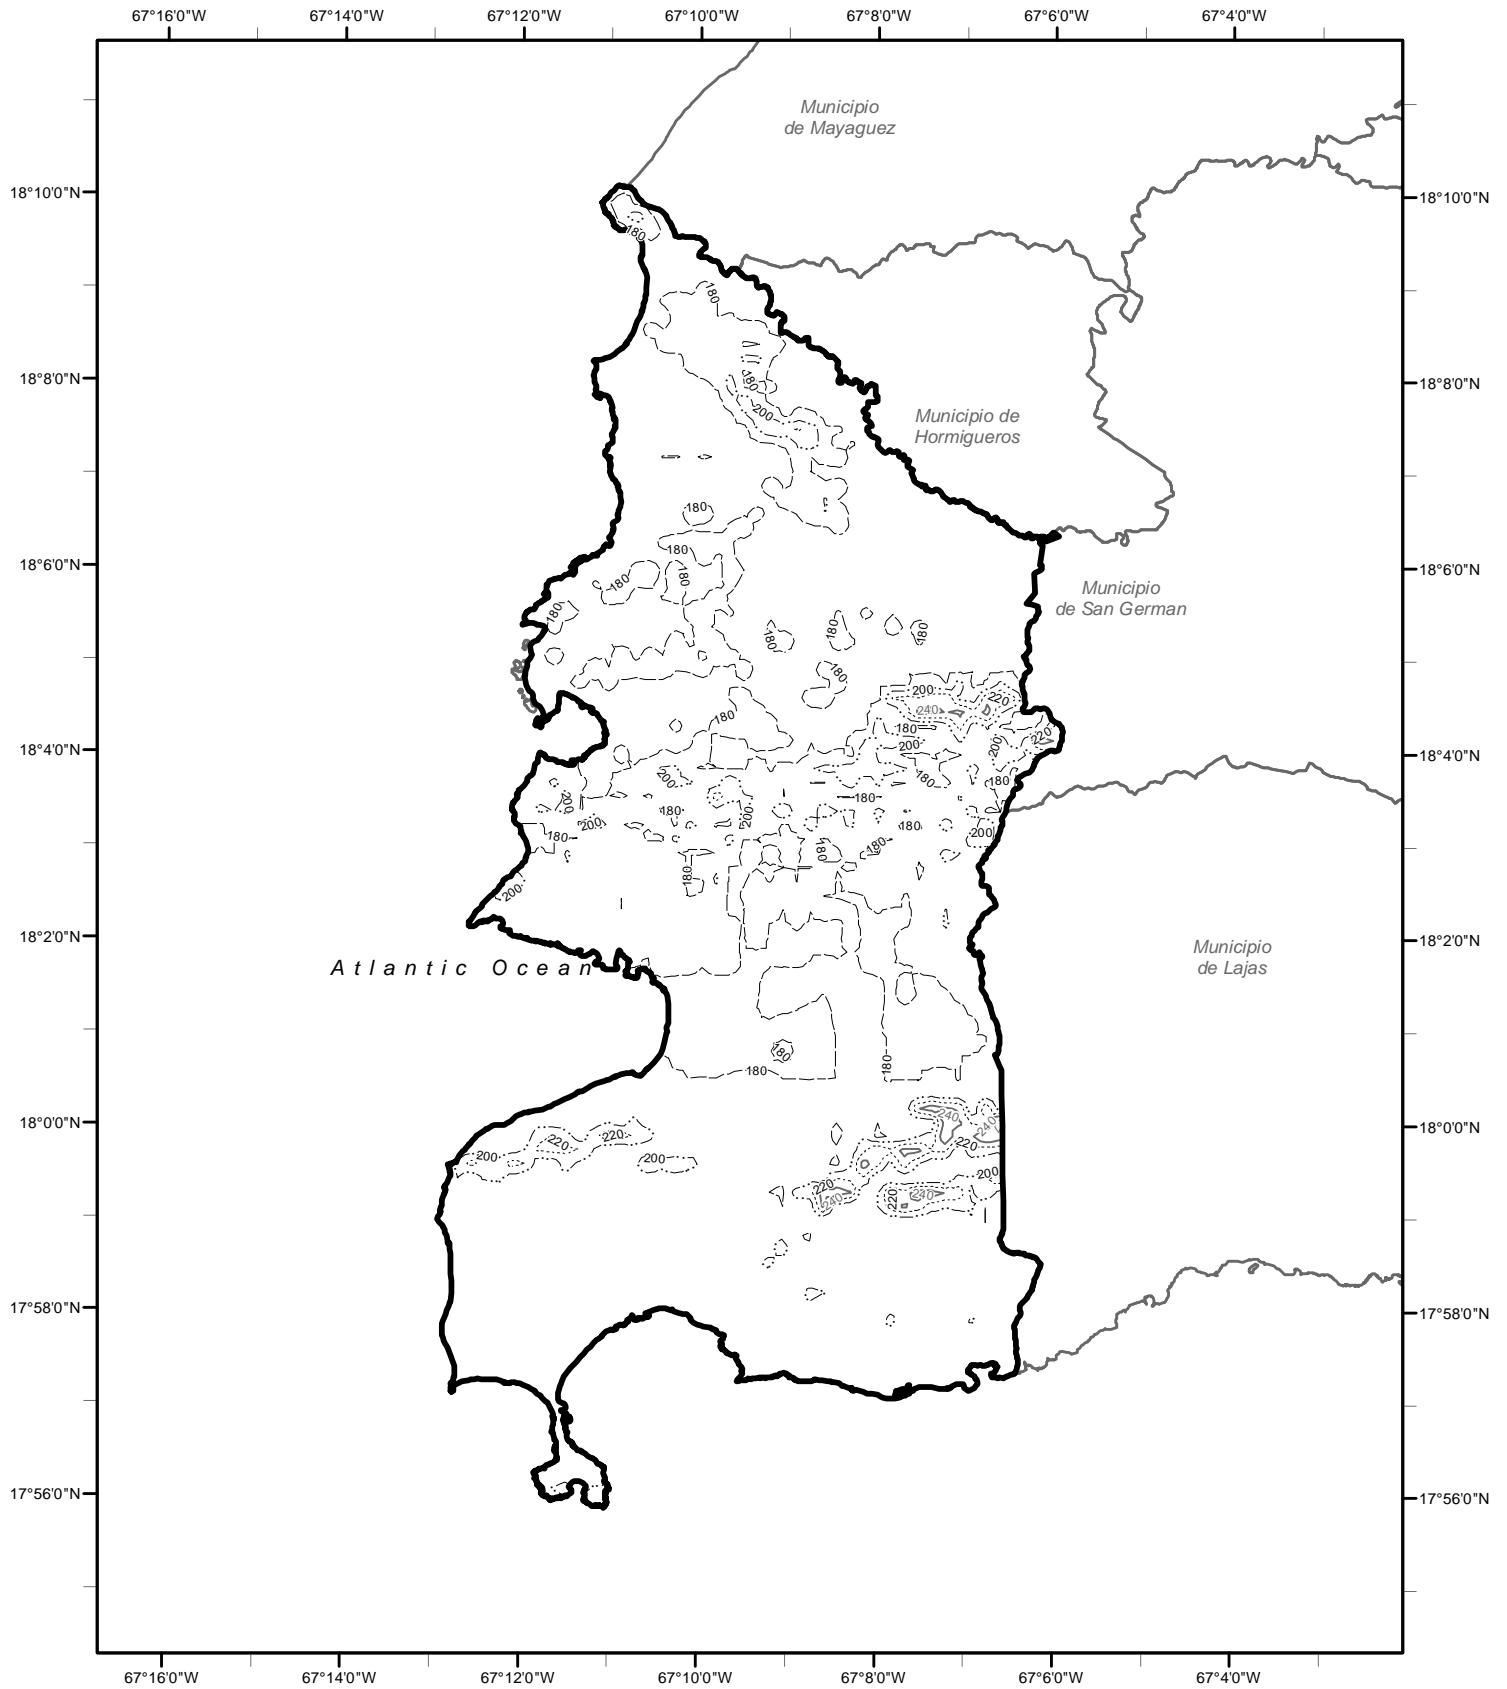 67°16'0"W 67°14'0"W 67°12'0"W 67°10'0"W 67°8'0"W 67°6'0"W 67°4'0"W
Municipio
de Mayaguez
18°10'0"N 18°10'0"N
180
180
18°8'0"N 180 18°8'0"N
200
Municipio de
Hormigueros
180
180
18°6'0"N 180 180 18°6'0"N
Municipio
de San German
180 180 180 180
180
200 220
240
180 180 220
200 200
18°4'0"N 18°4'0"N
200 180 180
200 180 180
200 180 200 180 200
180 180 180
180
200
18°2'0"N 18°2'0"N
Municipio
de Lajas
Atlantic Ocean
180
180 180
18°0'0"N 240 240 18°0'0"N
220 220 220
200 200 200
220 240 220 240
17°58'0"N 17°58'0"N
17°56'0"N 17°56'0"N
67°16'0"W 67°14'0"W 67°12'0"W 67°10'0"W 67°8'0"W 67°6'0"W 67°4'0"W